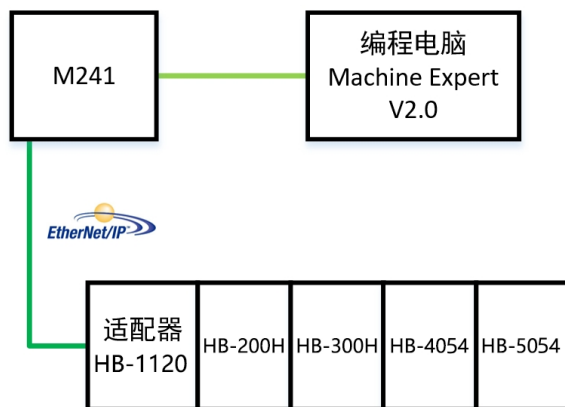 M241
编程电脑
Machine Expert
V2.0
EtherNet/IP
适配器
HB-1120
HB-200H
HB-300H
HB-4054
HB-5054